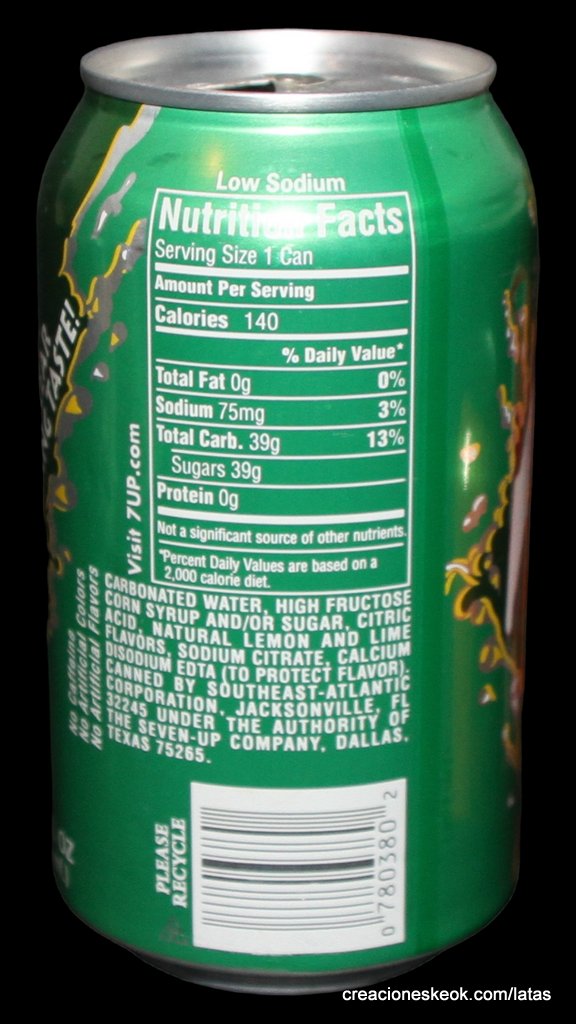 Low Sodium
Nutrition Facts
Serving Size 1 Can
Amount Per Serving
Calories 140
% Daily Value*
Total Fat 0g 0%
Sodium 75mg 3%
Total Carb. 39g 13%
Sugars 39g
Protein 0g
Not a significant source of other nutrients.
*Percent Daily Values are based on a
2,000 calorie diet.
Visit 7UP.com
TASTE!
No Caffeine
No Artificial Colors
No Artificial Flavors
CARBONATED WATER, HIGH FRUCTOSE
CORN SYRUP AND/OR SUGAR, CITRIC
ACID, NATURAL LEMON AND LIME
FLAVORS, SODIUM CITRATE, CALCIUM
DISODIUM EDTA (TO PROTECT FLAVOR).
CANNED BY SOUTHEAST-ATLANTIC
CORPORATION, JACKSONVILLE, FL
32245 UNDER THE AUTHORITY OF
THE SEVEN-UP COMPANY, DALLAS,
TEXAS 75265.
OZ
PLEASE
RECYCLE
0 780380 2
creacioneskeok.com/latas